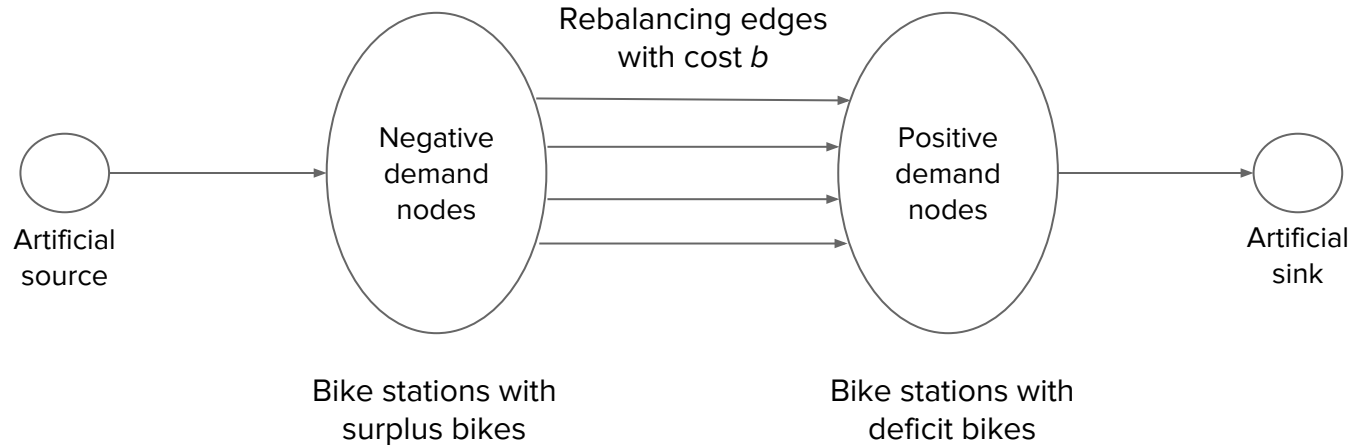 Rebalancing edges
with cost b
Negative
demand
nodes
Positive
demand
nodes
Artificial
source
Artificial
sink
Bike stations with
surplus bikes
Bike stations with
deficit bikes